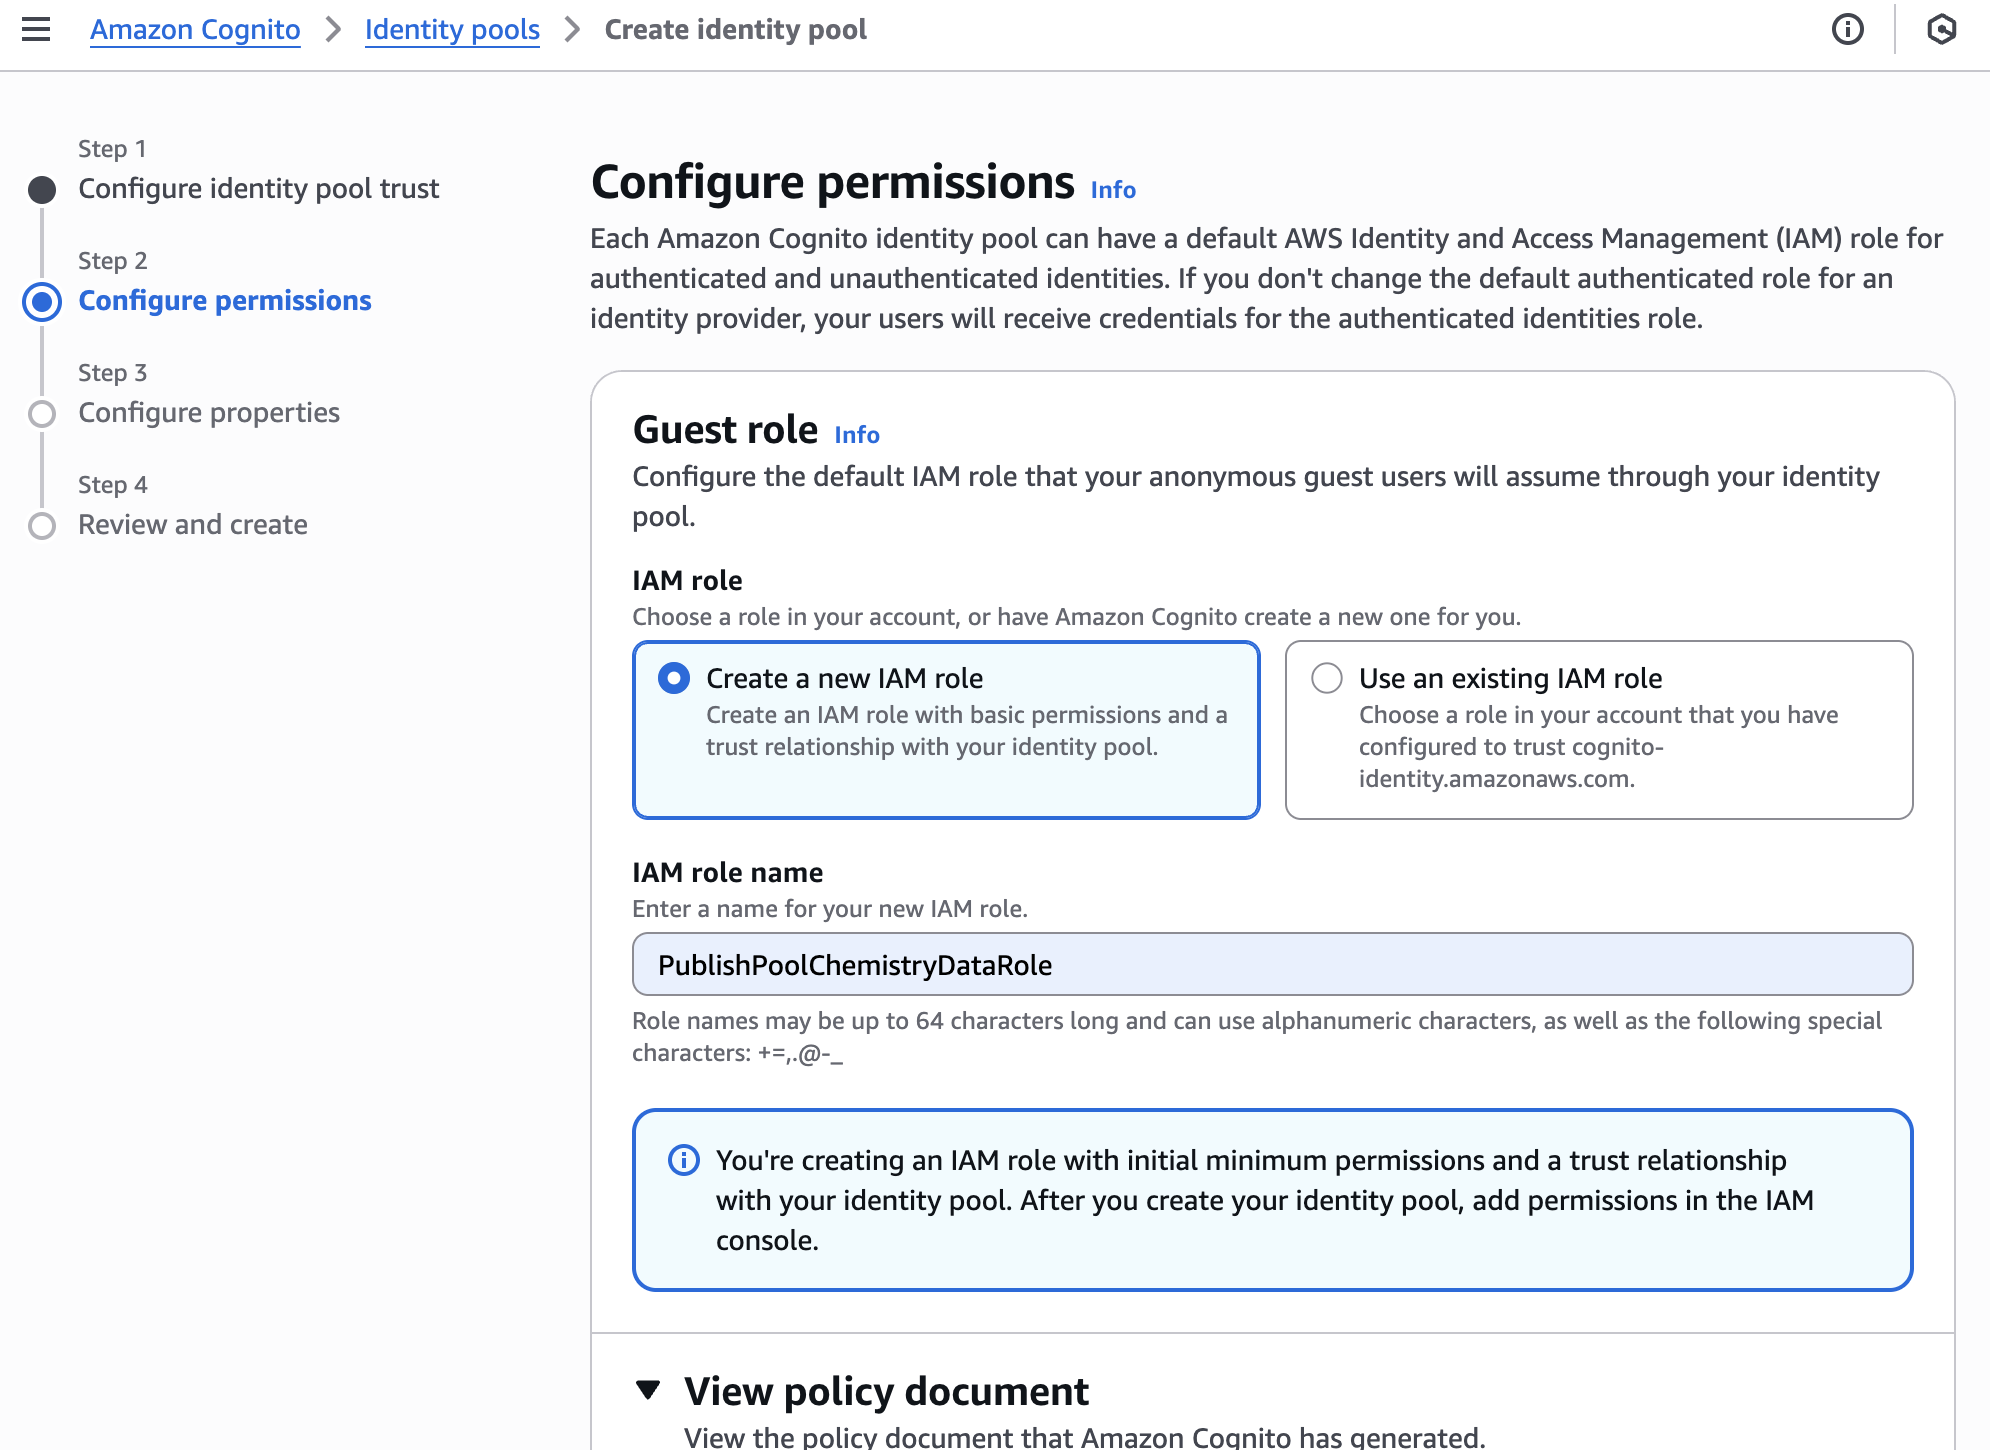 Amazon Cognito > Identity pools > Create identity pool
Step 1
Configure identity pool trust
Step 2
Configure permissions
Step 3
Configure properties
Step 4
Review and create
Configure permissions Info
Each Amazon Cognito identity pool can have a default AWS Identity and Access Management (IAM) role for
authenticated and unauthenticated identities. If you don't change the default authenticated role for an
identity provider, your users will receive credentials for the authenticated identities role.
Guest role Info
Configure the default IAM role that your anonymous guest users will assume through your identity
pool.
IAM role
Choose a role in your account, or have Amazon Cognito create a new one for you.
Create a new IAM role
Create an IAM role with basic permissions and a
trust relationship with your identity pool.
Use an existing IAM role
Choose a role in your account that you have
configured to trust cognito-
identity.amazonaws.com.
IAM role name
Enter a name for your new IAM role.
PublishPoolChemistryDataRole
Role names may be up to 64 characters long and can use alphanumeric characters, as well as the following special
characters: +=,.@-_
You're creating an IAM role with initial minimum permissions and a trust relationship
with your identity pool. After you create your identity pool, add permissions in the IAM
console.
View policy document
View the policy document that Amazon Cognito has generated.